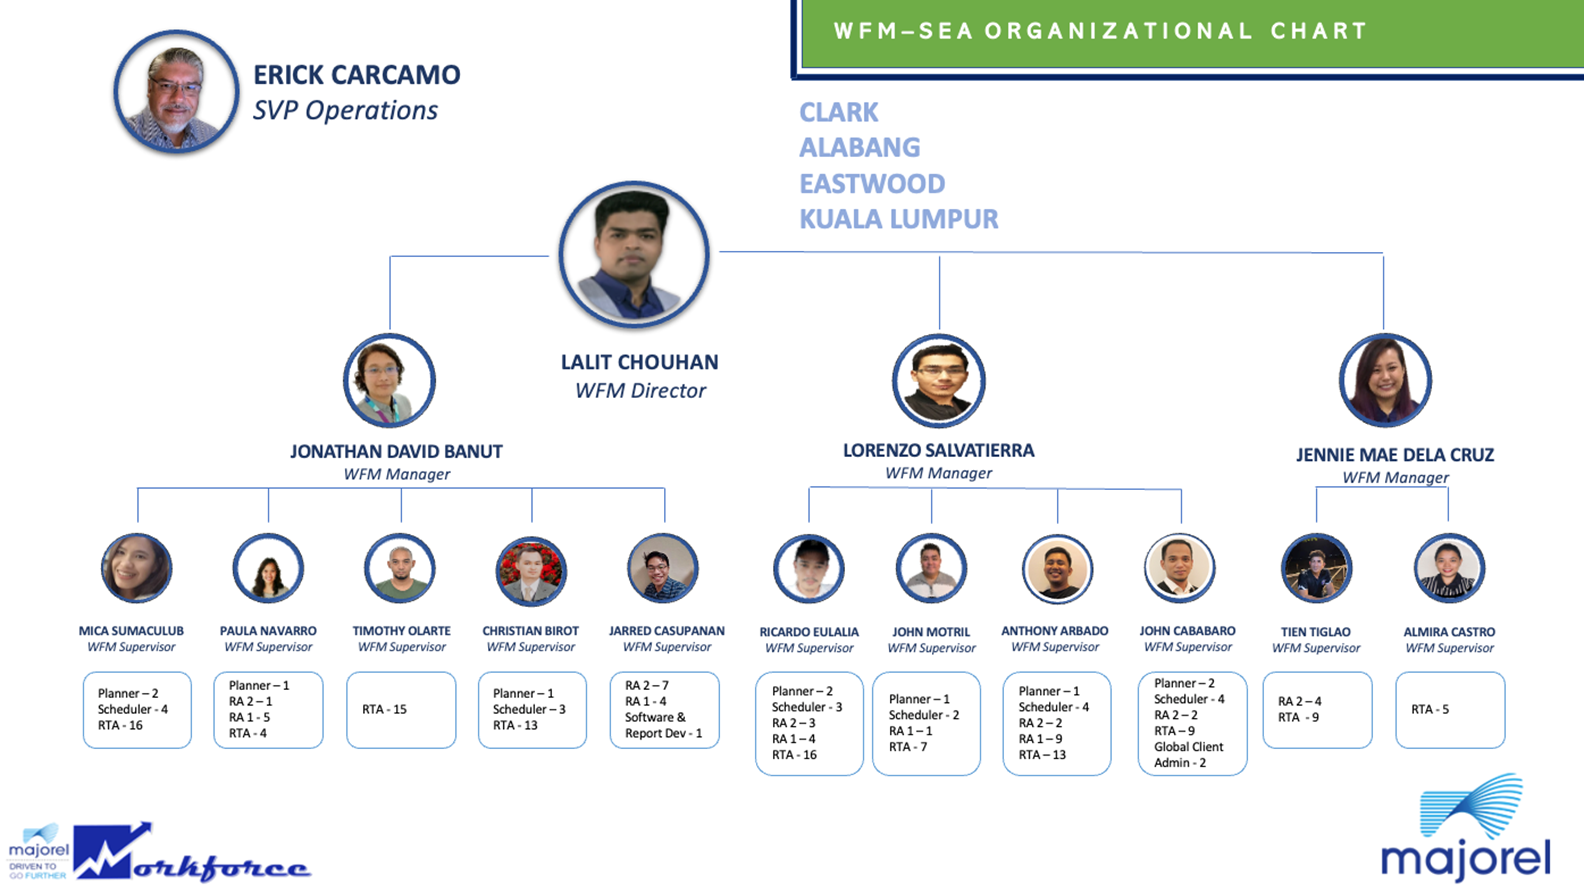 WFM–SEA ORGANIZATIONAL CHART
ERICK CARCAMO
SVP Operations
CLARK
ALABANG
EASTWOOD
KUALA LUMPUR
LALIT CHOUHAN
WFM Director
JONATHAN DAVID BANUT
WFM Manager
LORENZO SALVATIERRA
WFM Manager
JENNIE MAE DELA CRUZ
WFM Manager
MICA SUMACULUB
WFM Supervisor
Planner – 2
Scheduler - 4
RTA - 16
PAULA NAVARRO
WFM Supervisor
Planner – 1
RA 2 – 1
RA 1 - 5
RTA - 4
TIMOTHY OLARTE
WFM Supervisor
RTA - 15
CHRISTIAN BIROT
WFM Supervisor
Planner – 1
Scheduler – 3
RTA - 13
JARRED CASUPANAN
WFM Supervisor
RA 2 – 7
RA 1 - 4
Software &
Report Dev - 1
RICARDO EULALIA
WFM Supervisor
Planner – 2
Scheduler - 3
RA 2 – 3
RA 1 – 4
RTA - 16
JOHN MOTRIL
WFM Supervisor
Planner – 1
Scheduler - 2
RA 1 – 1
RTA - 7
ANTHONY ARBADO
WFM Supervisor
Planner – 1
Scheduler - 4
RA 2 – 2
RA 1 – 9
RTA – 13
JOHN CABABARO
WFM Supervisor
Planner – 2
Scheduler - 4
RA 2 – 2
RTA – 9
Global Client
Admin - 2
TIEN TIGLAO
WFM Supervisor
RA 2 – 4
RTA - 9
ALMIRA CASTRO
WFM Supervisor
RTA - 5
majorel
DRIVEN TO
GO FURTHER
Workforce
majorel